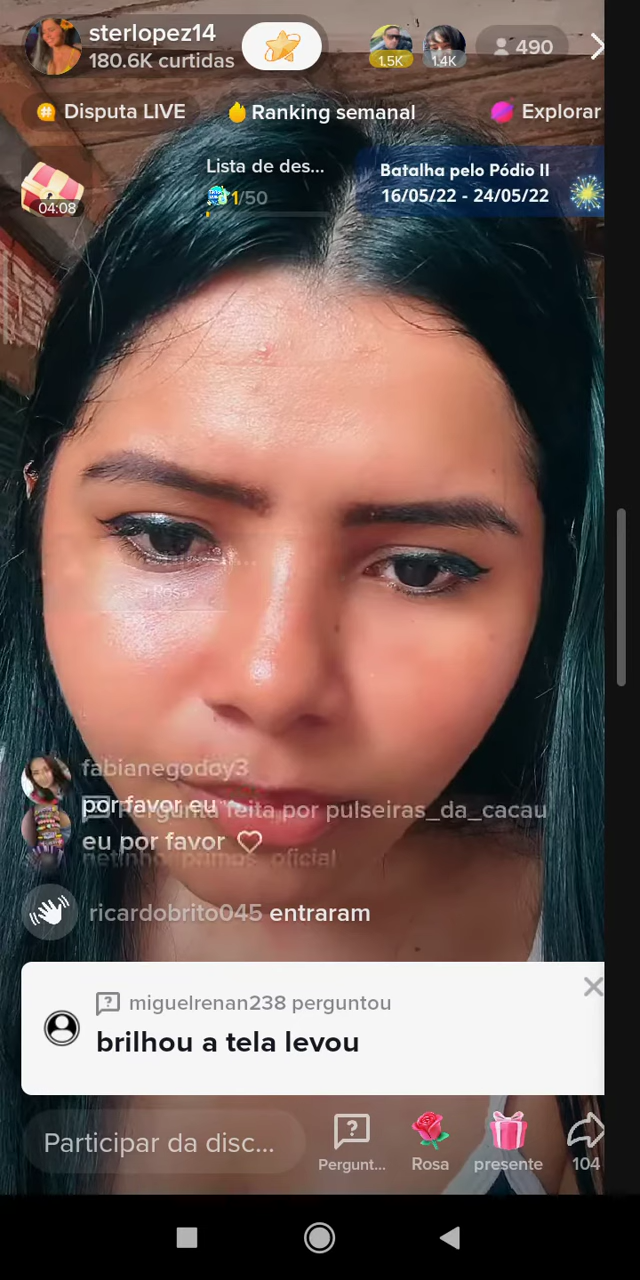 sterlopez14
180.6K curtidas
1.5K
1.4K
490
Disputa LIVE
Ranking semanal
Explorar
04:08
Lista de des...
1/50
Batalha pelo Pódio II
16/05/22 - 24/05/22
fabianegodoy3
por favor eu
Pergunta feita por pulseiras_da_cacau
eu por favor ♡
ricardobrito045 entraram
miguelrenan238 perguntou
brilhou a tela levou
Participar da disc...
Pergunt...
Rosa
presente
104